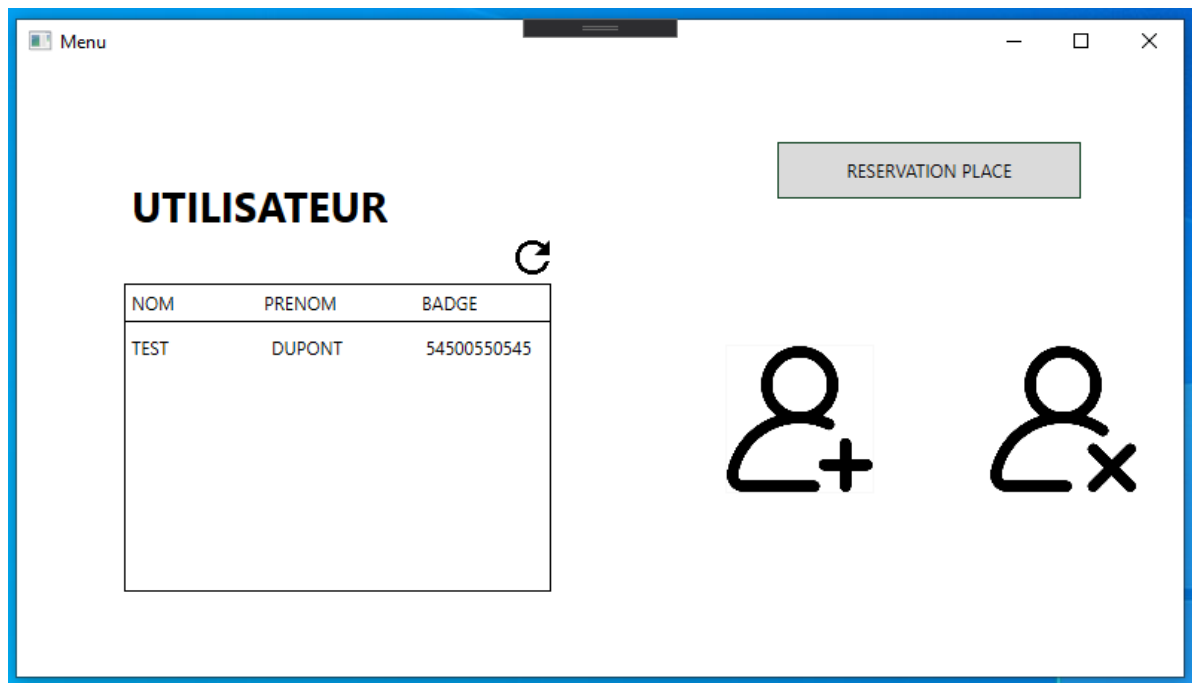 Menu
RESERVATION PLACE
UTILISATEUR
NOM PRENOM BADGE
TEST DUPONT 54500550545